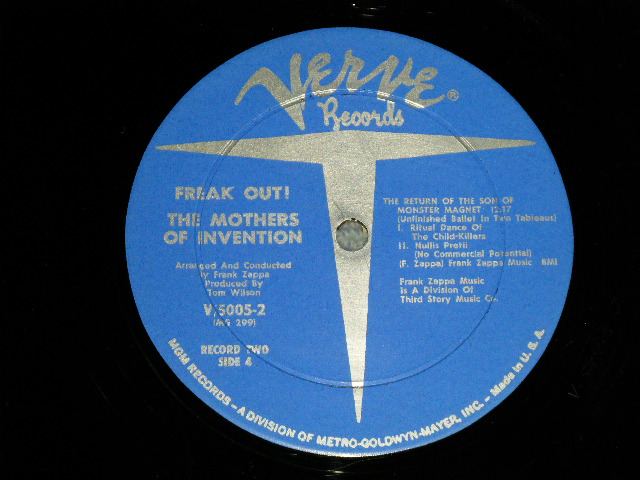 Verve®
Records
FREAK OUT!
THE MOTHERS
OF INVENTION
Arranged And Conducted
by Frank Zappa
Produced By
Tom Wilson
V/5005-2
(MS 299)
RECORD TWO
SIDE 4
THE RETURN OF THE SON OF
MONSTER MAGNET 12:17
(Unfinished Ballet In Two Tableaus)
I. Ritual Dance Of
The Child-Killers
II. Nullis Pretii
(No Commercial Potential)
(F. Zappa) Frank Zappa Music BMI
Frank Zappa Music
Is A Division Of
Third Story Music Co.
MGM RECORDS – A DIVISION OF METRO-GOLDWYN-MAYER, INC. – Made in U. S. A.